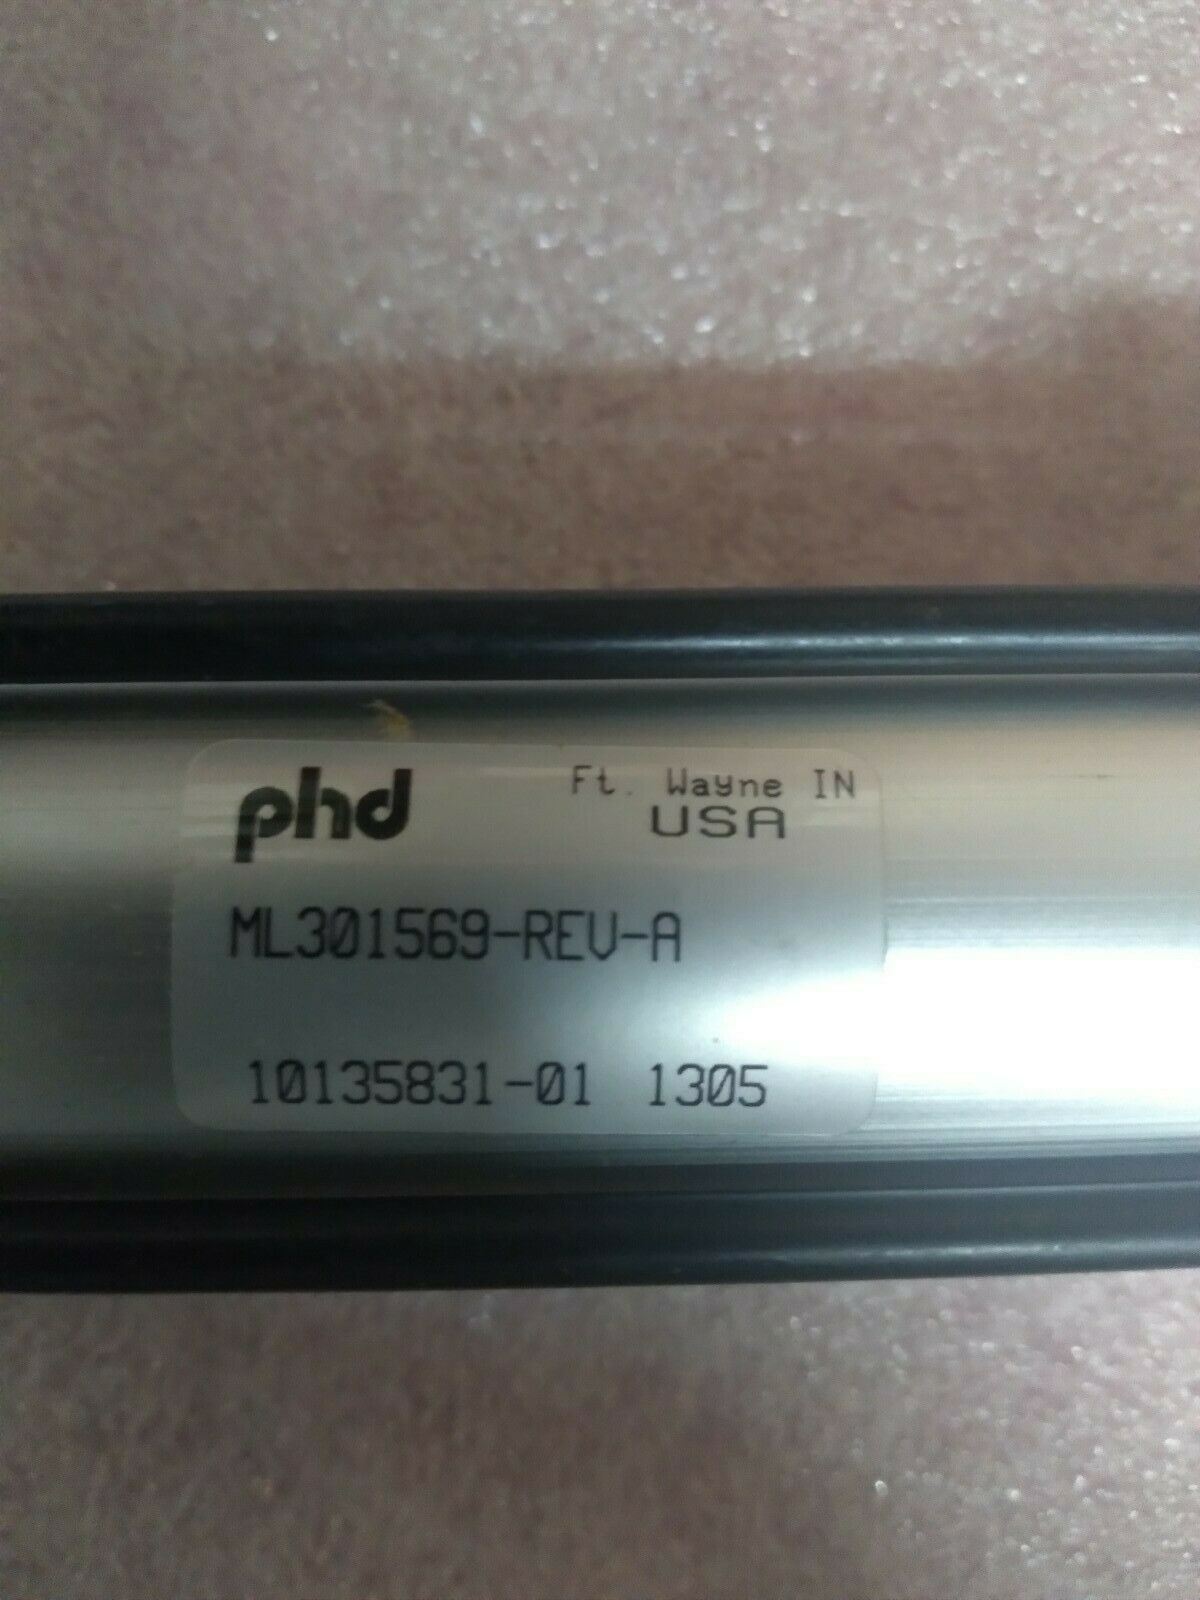 phd Ft. Wayne IN
USA
ML301569-REV-A
10135831-01 1305